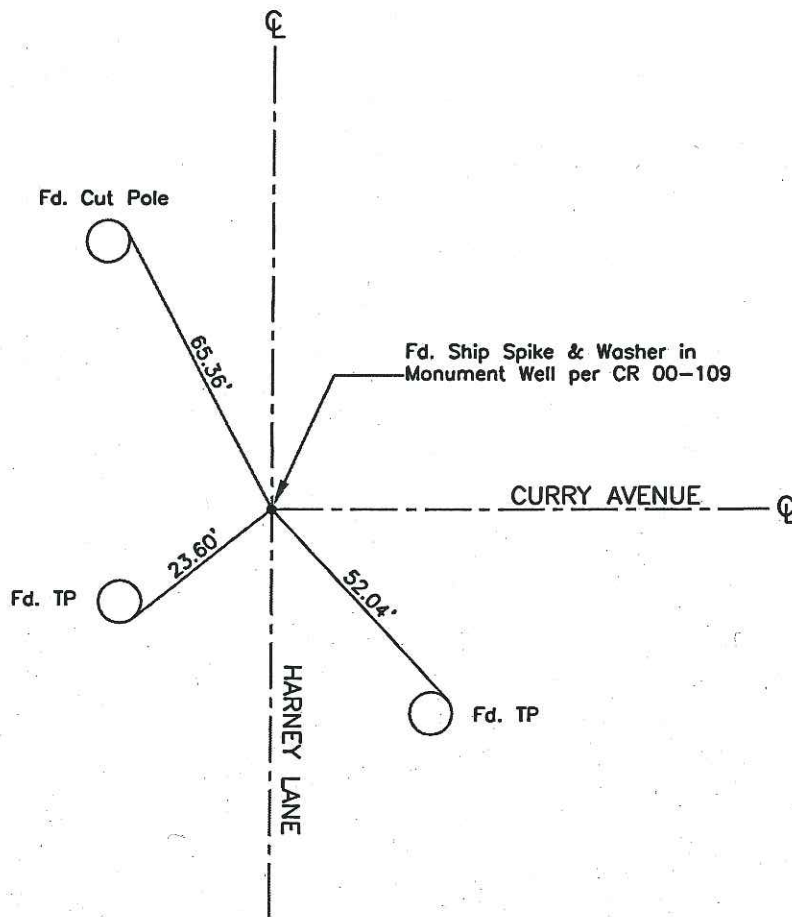 ℄
Fd. Cut Pole
65.36'
Fd. Ship Spike & Washer in
Monument Well per CR 00-109
CURRY AVENUE
℄
23.60'
52.04'
Fd. TP
Fd. TP
HARNEY LANE